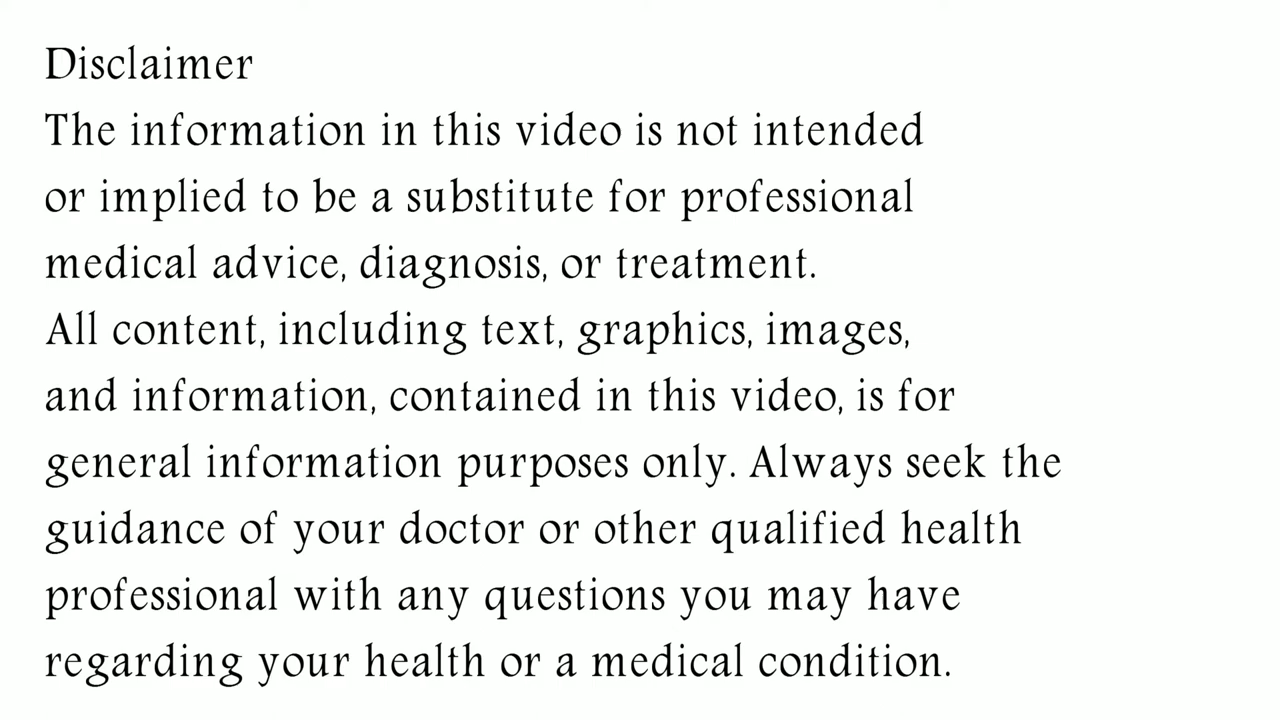 Disclaimer
The information in this video is not intended
or implied to be a substitute for professional
medical advice, diagnosis, or treatment.
All content, including text, graphics, images,
and information, contained in this video, is for
general information purposes only. Always seek the
guidance of your doctor or other qualified health
professional with any questions you may have
regarding your health or a medical condition.